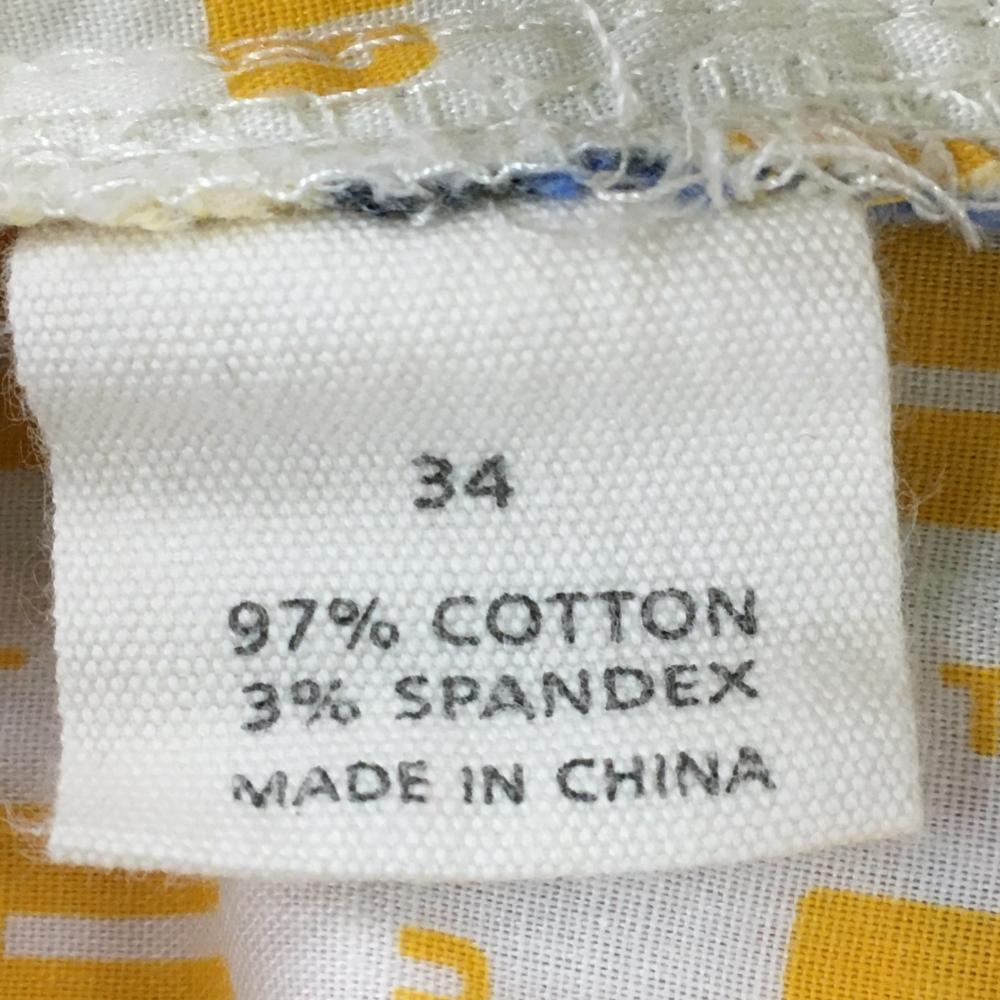 34
97% COTTON
3% SPANDEX
MADE IN CHINA